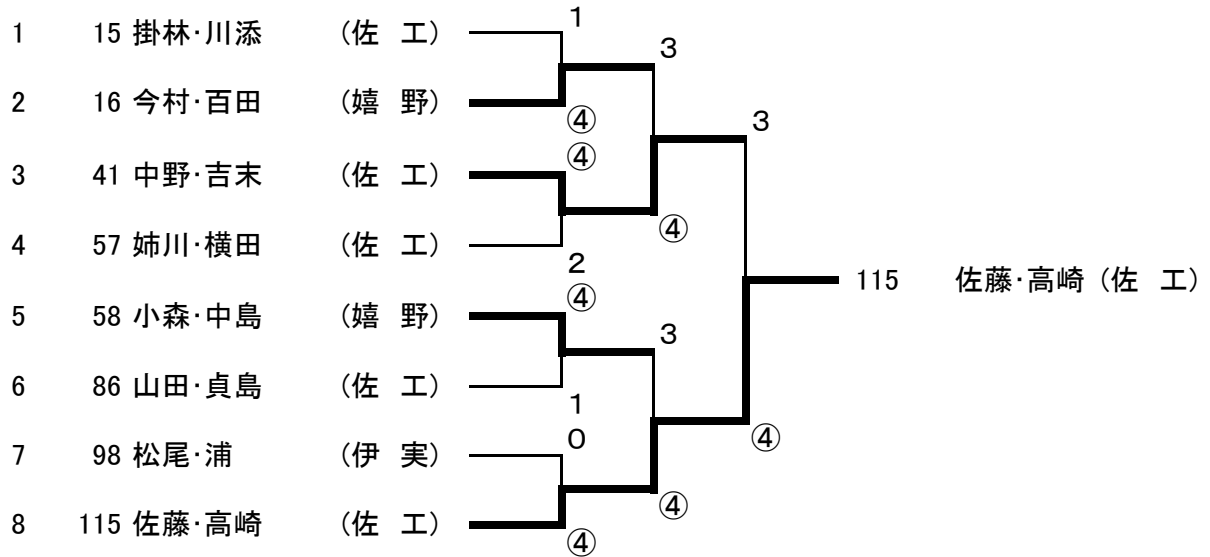 1 15 掛林・川添 （佐 工） 1
3
2 16 今村・百田 （嬉 野） ④
3
3 41 中野・吉末 （佐 工） ④
④
4 57 姉川・横田 （佐 工） 2
115 佐藤・高崎 （佐 工）
5 58 小森・中島 （嬉 野） ④
3
6 86 山田・貞島 （佐 工） 1
④
7 98 松尾・浦 （伊 実） 0
④
8 115 佐藤・高崎 （佐 工） ④